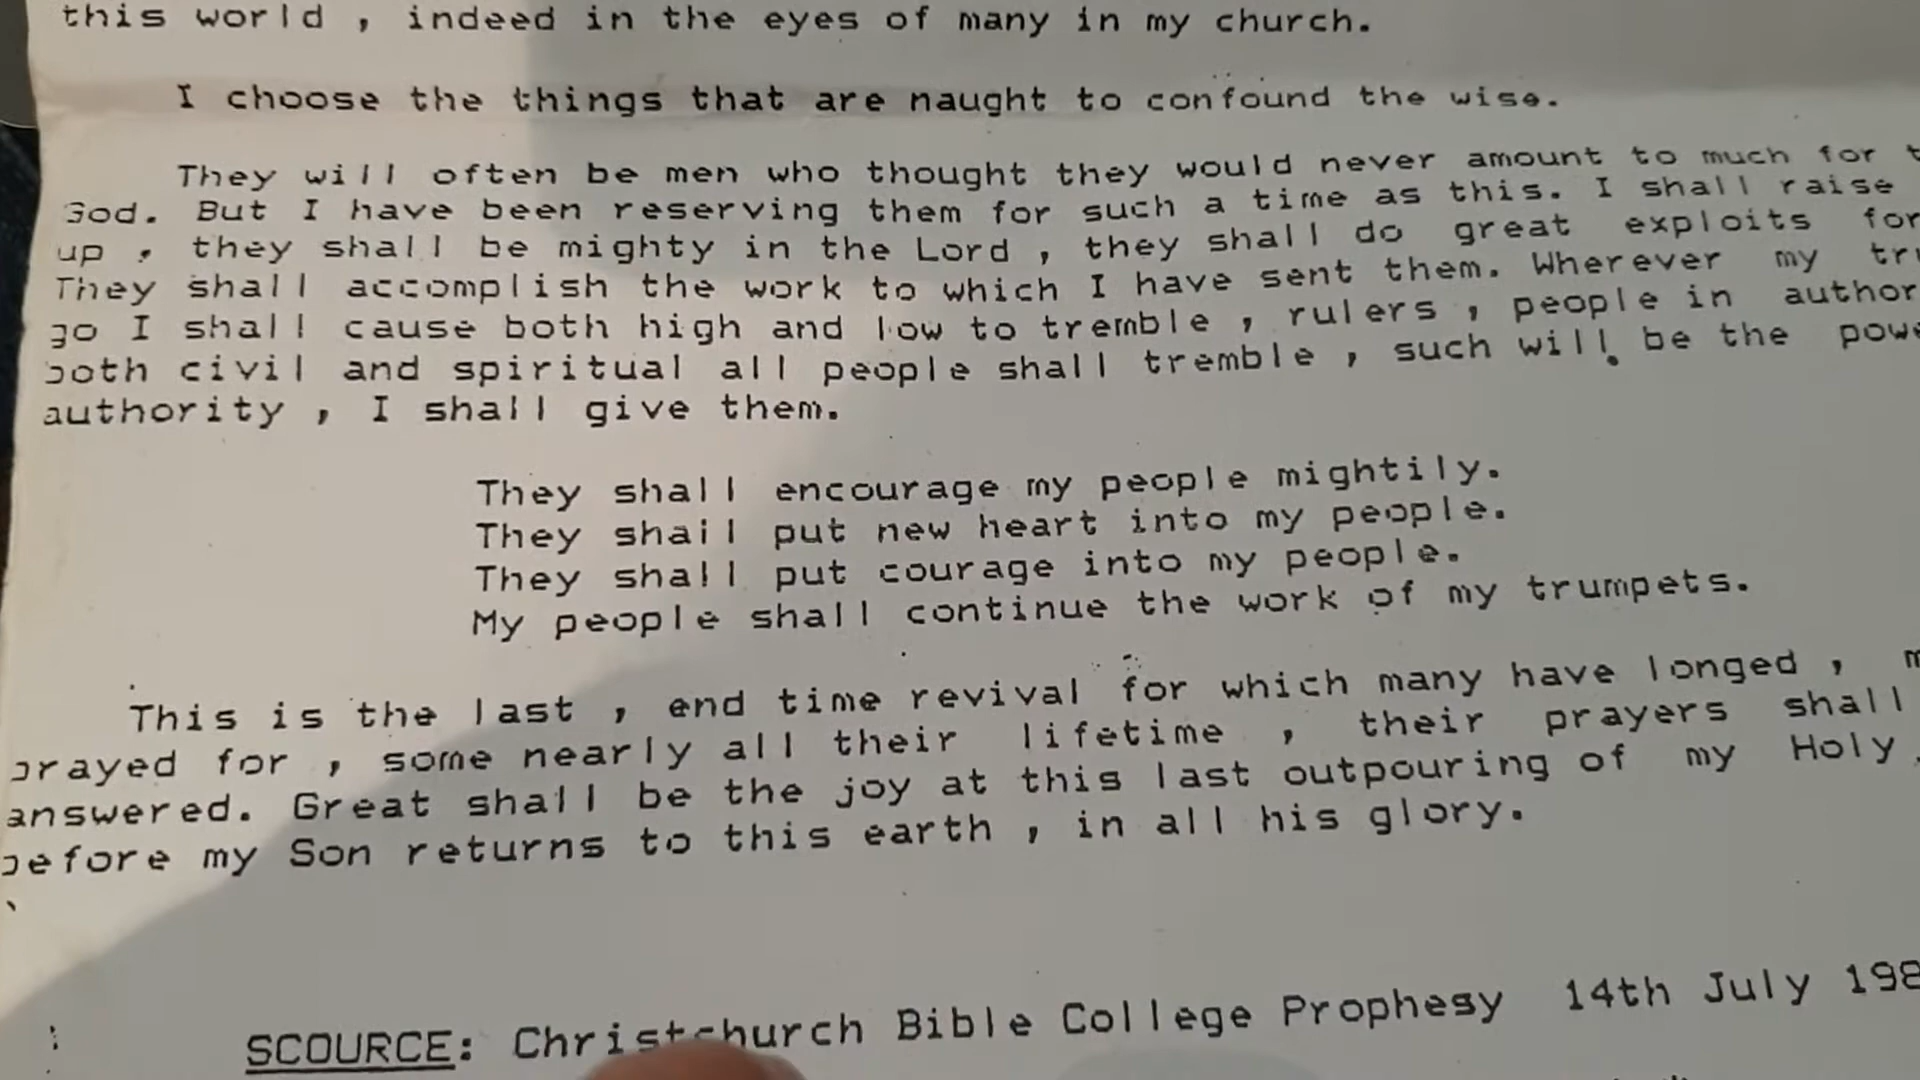 this world , indeed in the eyes of many in my church.
I choose the things that are naught to confound the wise.
They will often be men who thought they would never amount to much for
God. But I have been reserving them for such a time as this. I shall raise
up , they shall be mighty in the Lord , they shall do great exploits for
They shall accomplish the work to which I have sent them. Wherever my
go I shall cause both high and low to tremble , rulers , people in
both civil and spiritual all people shall tremble , such will be the
authority , I shall give them.
They shall encourage my people mightily.
They shall put new heart into my people.
They shall put courage into my people.
My people shall continue the work of my trumpets.
This is the last , end time revival for which many have longed ,
prayed for , some nearly all their lifetime , their prayers shall
answered. Great shall be the joy at this last outpouring of my Holy
before my Son returns to this earth , in all his glory.
SCOURCE: Christchurch Bible College Prophesy 14th July 198